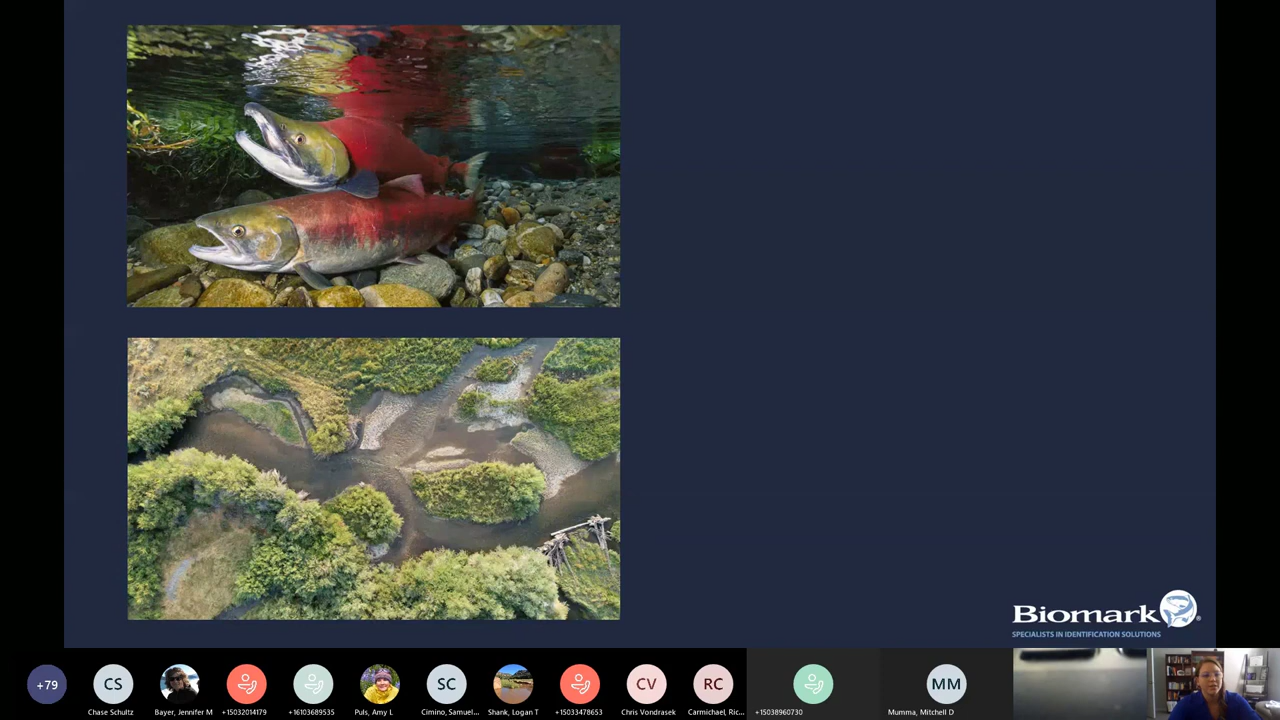 Biomark
SPECIALISTS IN IDENTIFICATION SOLUTIONS
+79
CS
SC
CV
RC
MM
Chase Schultz
Bayer, Jennifer M
+15032014179
+16103689535
Puls, Amy L
Cimino, Samuel...
Shank, Logan T
+15033478653
Chris Vondrasek
Carmichael, Ric...
+15038960730
Mumma, Mitchell D